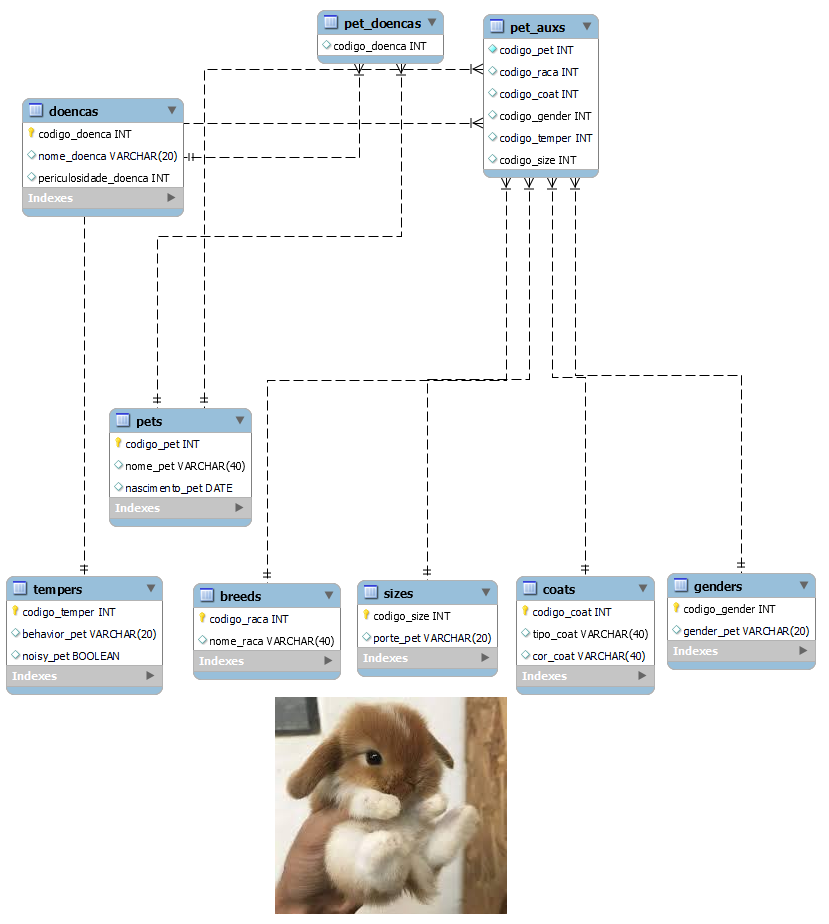 pet_doencas
codigo_doenca INT
pet_auxs
codigo_pet INT
codigo_raca INT
codigo_coat INT
codigo_gender INT
codigo_temper INT
codigo_size INT
doencas
codigo_doenca INT
nome_doenca VARCHAR(20)
periculosidade_doenca INT
Indexes
pets
codigo_pet INT
nome_pet VARCHAR(40)
nascimento_pet DATE
Indexes
tempers
codigo_temper INT
behavior_pet VARCHAR(20)
noisy_pet BOOLEAN
Indexes
breeds
codigo_raca INT
nome_raca VARCHAR(40)
Indexes
sizes
codigo_size INT
porte_pet VARCHAR(20)
Indexes
coats
codigo_coat INT
tipo_coat VARCHAR(40)
cor_coat VARCHAR(40)
Indexes
genders
codigo_gender INT
gender_pet VARCHAR(20)
Indexes